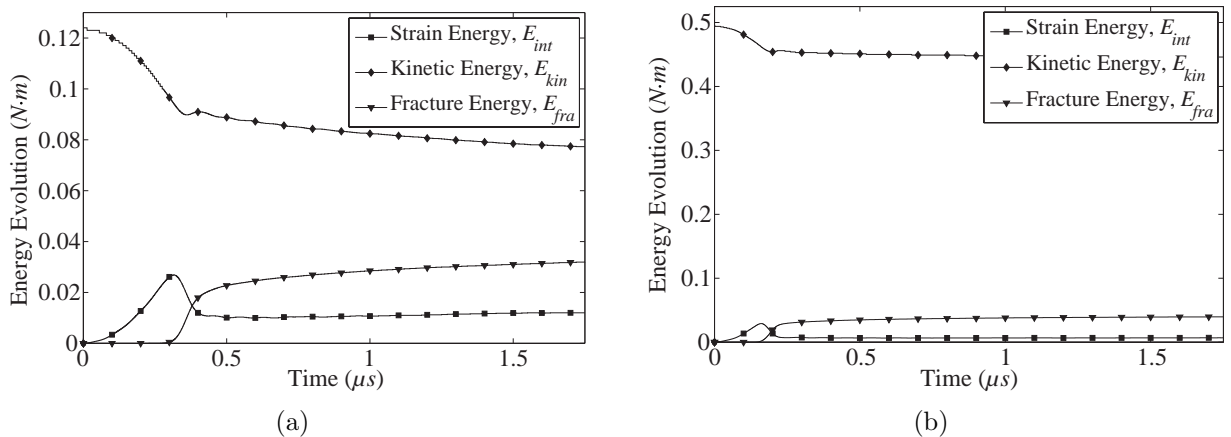 0.12
0.1
0.08
0.06
0.04
0.02
0
Energy Evolution (N·m)
Strain Energy, E_int
Kinetic Energy, E_kin
Fracture Energy, E_fra
0 0.5 1 1.5
Time (μs)
(a)
0.5
0.4
0.3
0.2
0.1
0
Energy Evolution (N·m)
Strain Energy, E_int
Kinetic Energy, E_kin
Fracture Energy, E_fra
0 0.5 1 1.5
Time (μs)
(b)